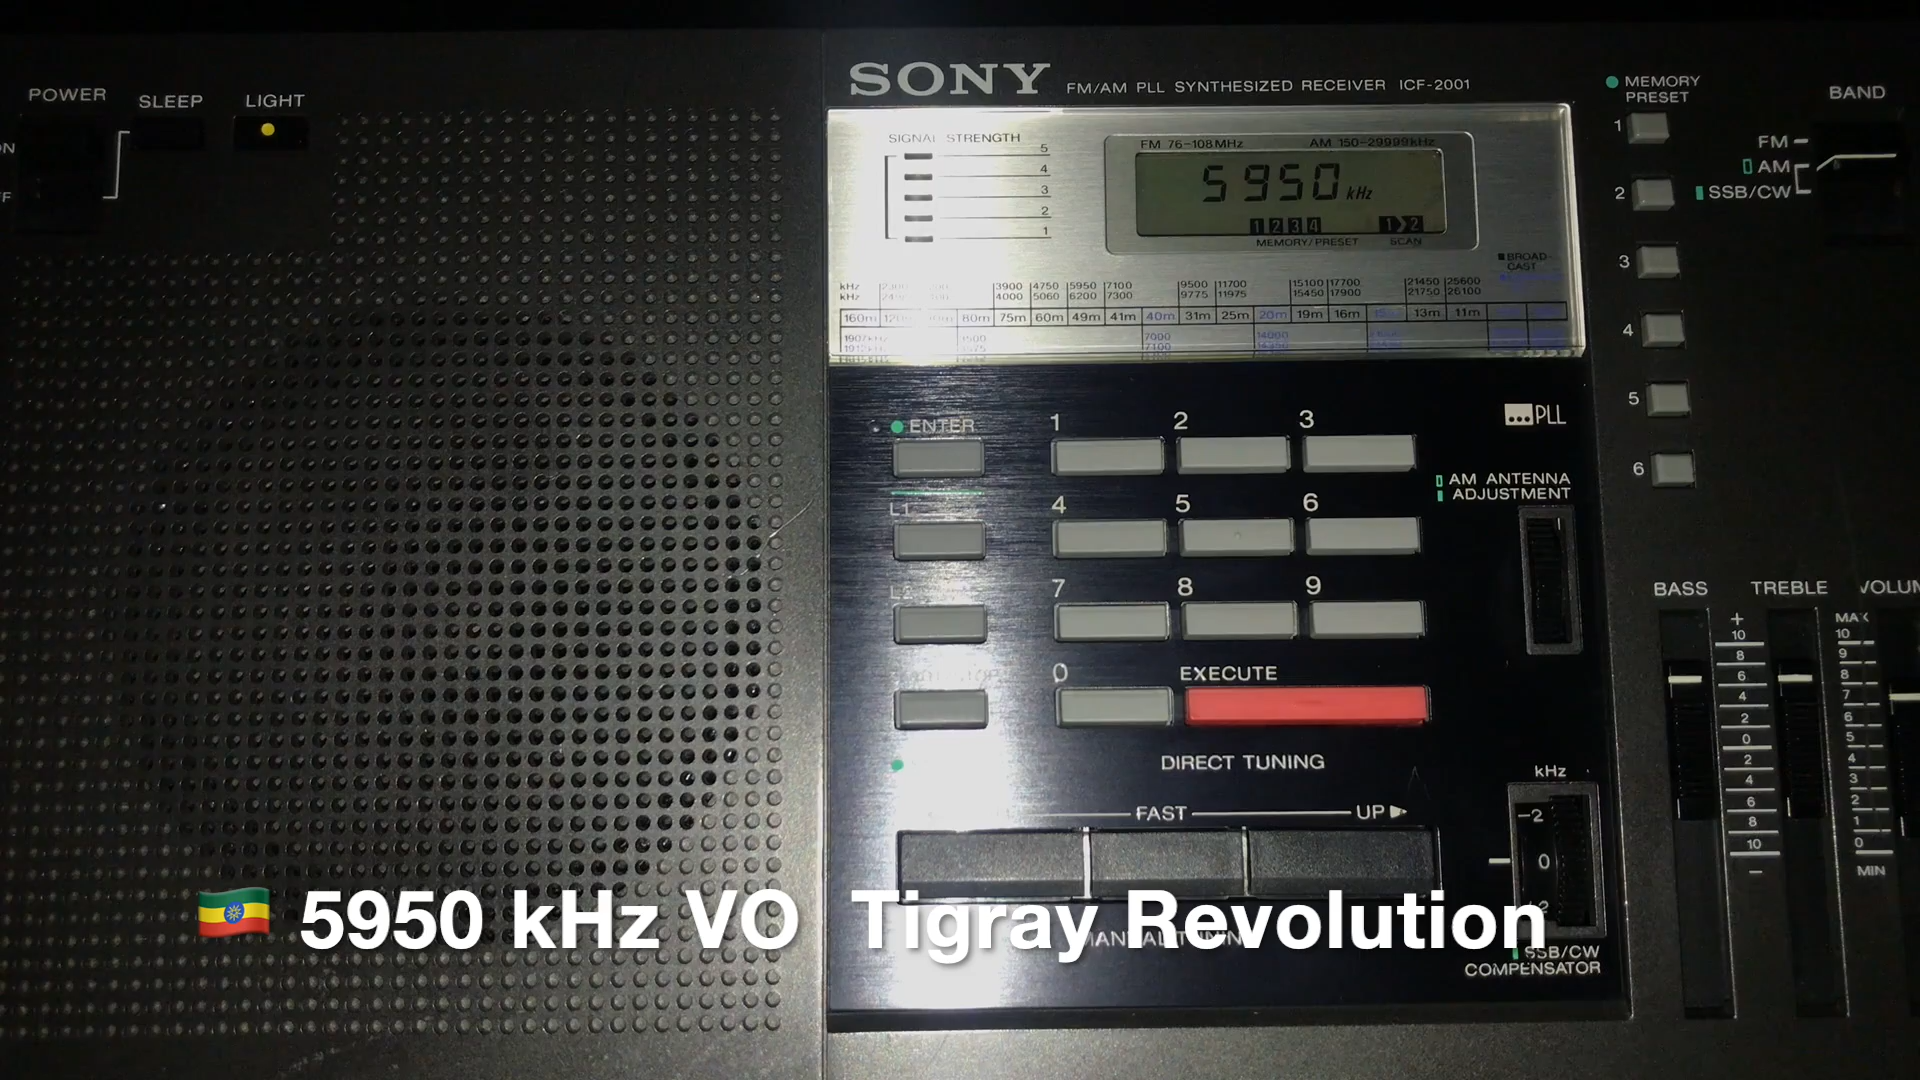 POWER
SLEEP
LIGHT
SONY FM/AM PLL SYNTHESIZED RECEIVER ICF-2001
MEMORY
PRESET
BAND
SIGNAL STRENGTH
5
4
3
2
1
FM 76-108MHz AM 150-29999kHz
5950 kHz
1 2 3 4 1 2
MEMORY/PRESET SCAN
BROAD-
CAST
FM
AM
SSB/CW
1
2
3
4
5
6
kHz 3900 4750 5950 7100 9500 11700 15100 17700 21450 25600
kHz 4000 5060 6200 7300 9775 11975 15450 17900 21750 26100
160m 80m 75m 60m 49m 41m 40m 31m 25m 20m 19m 16m 13m 11m
7000
7100
PLL
ENTER
1 2 3
L1
4 5 6
7 8 9
0 EXECUTE
DIRECT TUNING
AM ANTENNA
ADJUSTMENT
FAST UP
MANUAL TUNING
kHz
-2
0
SSB/CW
COMPENSATOR
BASS TREBLE
+
10
8
6
4
2
0
2
4
6
8
10
-
MAX
10
9
8
7
6
5
4
3
2
1
0
MIN
🇪🇹 5950 kHz VO Tigray Revolution